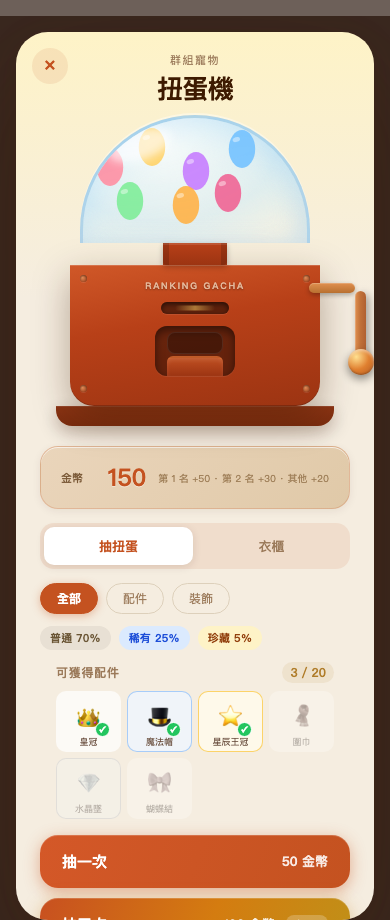 群組寵物
扭蛋機
RANKING GACHA
金幣 150 第 1 名 +50 · 第 2 名 +30 · 其他 +20
抽扭蛋 衣櫃
全部 配件 裝飾
普通 70% 稀有 25% 珍藏 5%
可獲得配件 3 / 20
皇冠 魔法帽 星辰王冠 圍巾
水晶墜 蝴蝶結
抽一次 50 金幣